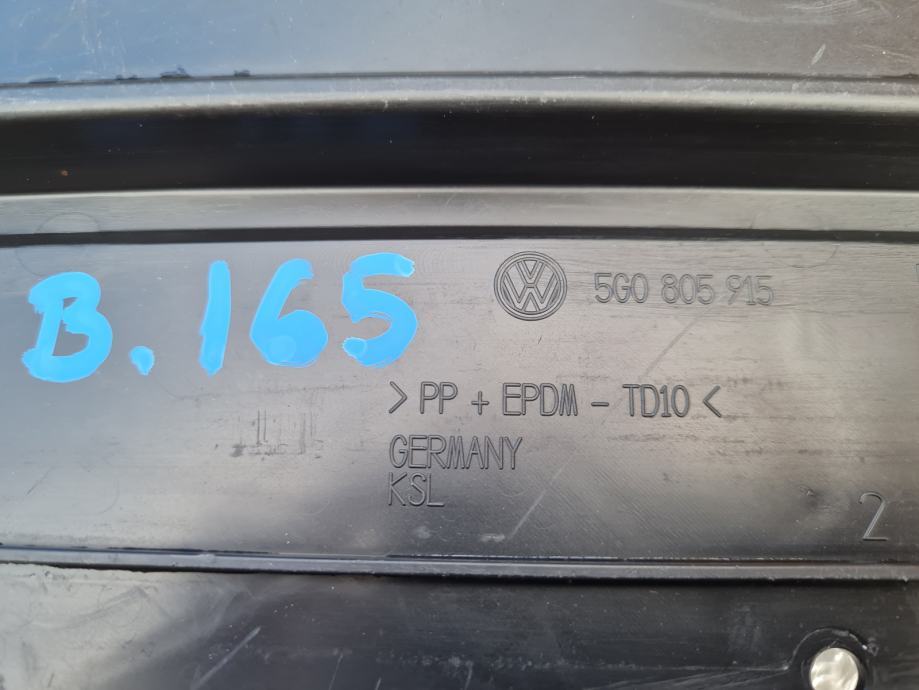 B.165
5G0 805 915
> PP + EPDM - TD10 <
GERMANY
KSL
2